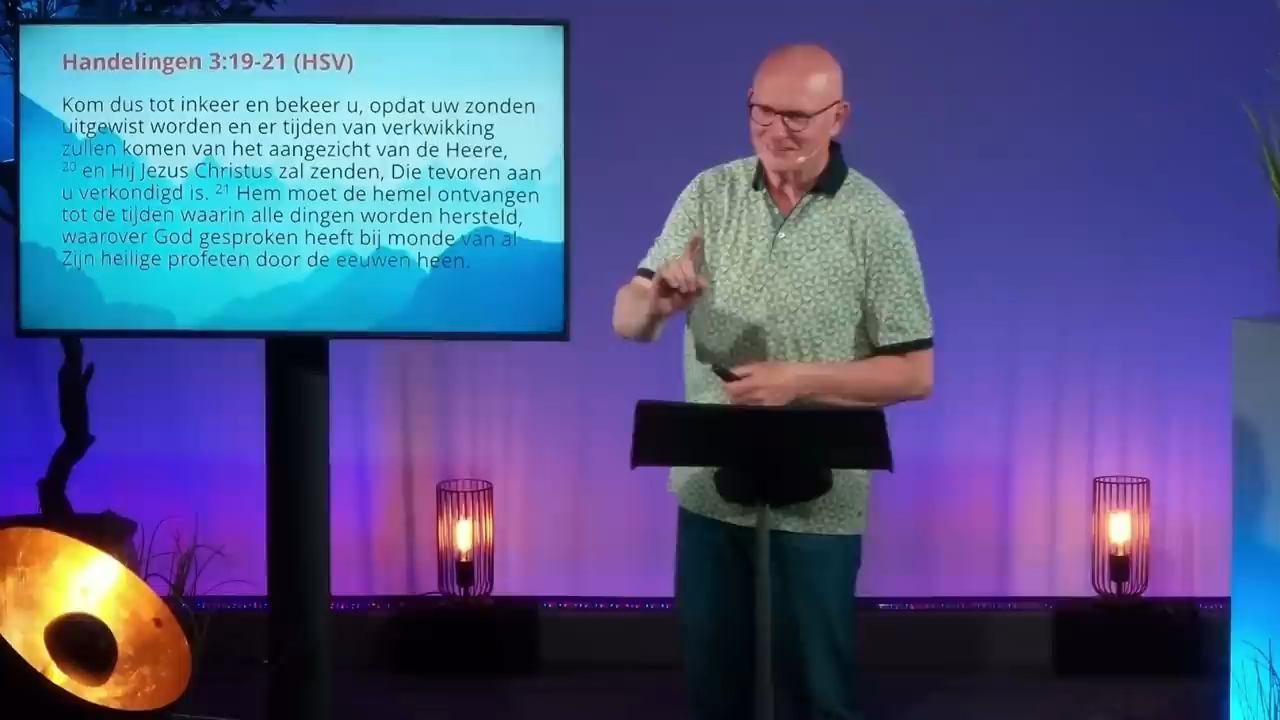 Handelingen 3:19-21 (HSV)
Kom dus tot inkeer en bekeer u, opdat uw zonden
uitgewist worden en er tijden van verkwikking
zullen komen van het aangezicht van de Heere,
20 en Hij Jezus Christus zal zenden, Die tevoren aan
u verkondigd is. 21 Hem moet de hemel ontvangen
tot de tijden waarin alle dingen worden hersteld,
waarover God gesproken heeft bij monde van al
Zijn heilige profeten door de eeuwen heen.